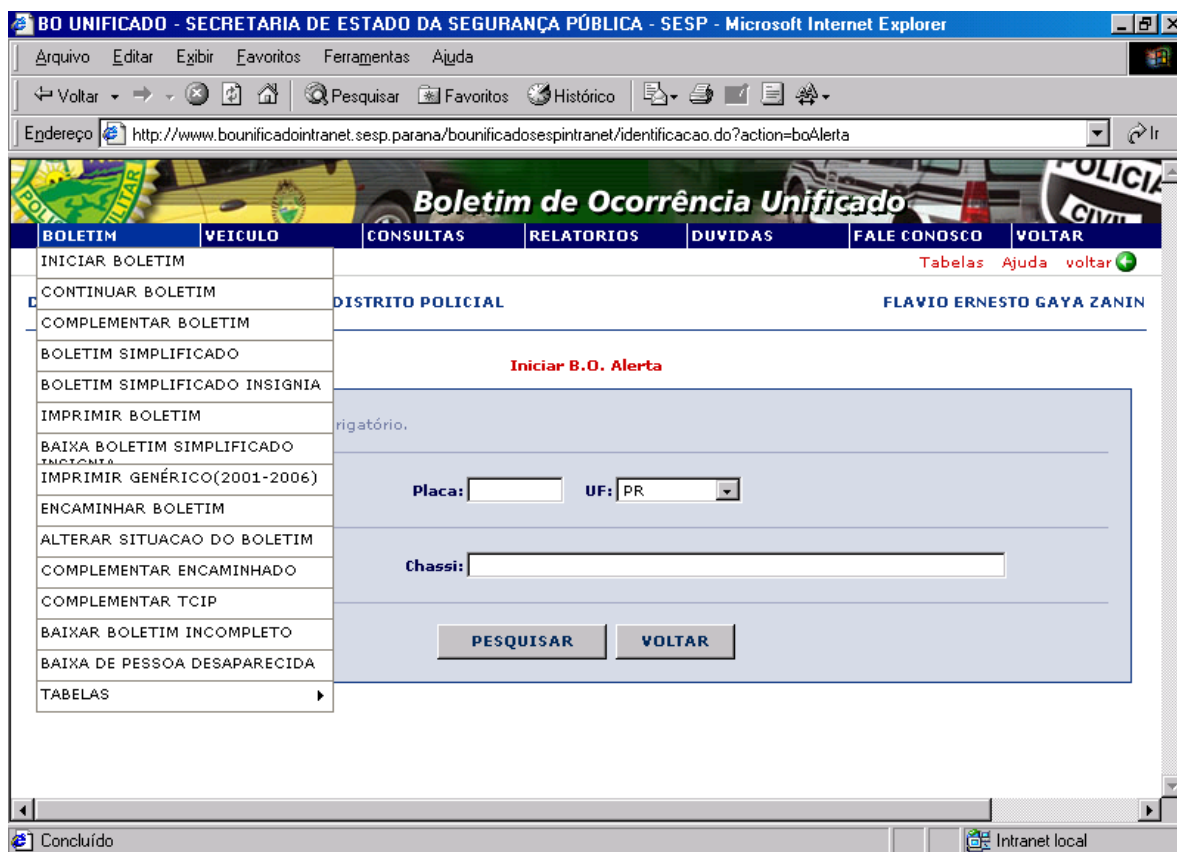 BO UNIFICADO - SECRETARIA DE ESTADO DA SEGURANÇA PÚBLICA - SESP - Microsoft Internet Explorer
Arquivo Editar Exibir Favoritos Ferramentas Ajuda
Voltar Pesquisar Favoritos Histórico
Endereço http://www.bounificadointranet.sesp.parana/bounificadosespintranet/identificacao.do?action=boAlerta Ir
Boletim de Ocorrência Unificado
POLICIA
CIVIL
BOLETIM VEICULO CONSULTAS RELATORIOS DUVIDAS FALE CONOSCO VOLTAR
Tabelas Ajuda voltar
DISTRITO POLICIAL FLAVIO ERNESTO GAYA ZANIN
INICIAR BOLETIM
CONTINUAR BOLETIM
COMPLEMENTAR BOLETIM
BOLETIM SIMPLIFICADO
BOLETIM SIMPLIFICADO INSIGNIA
IMPRIMIR BOLETIM
BAIXA BOLETIM SIMPLIFICADO
INSIGNIA
IMPRIMIR GENÉRICO(2001-2006)
ENCAMINHAR BOLETIM
ALTERAR SITUACAO DO BOLETIM
COMPLEMENTAR ENCAMINHADO
COMPLEMENTAR TCIP
BAIXAR BOLETIM INCOMPLETO
BAIXA DE PESSOA DESAPARECIDA
TABELAS
Iniciar B.O. Alerta
rigatório.
Placa: UF: PR
Chassi:
PESQUISAR VOLTAR
Concluído Intranet local